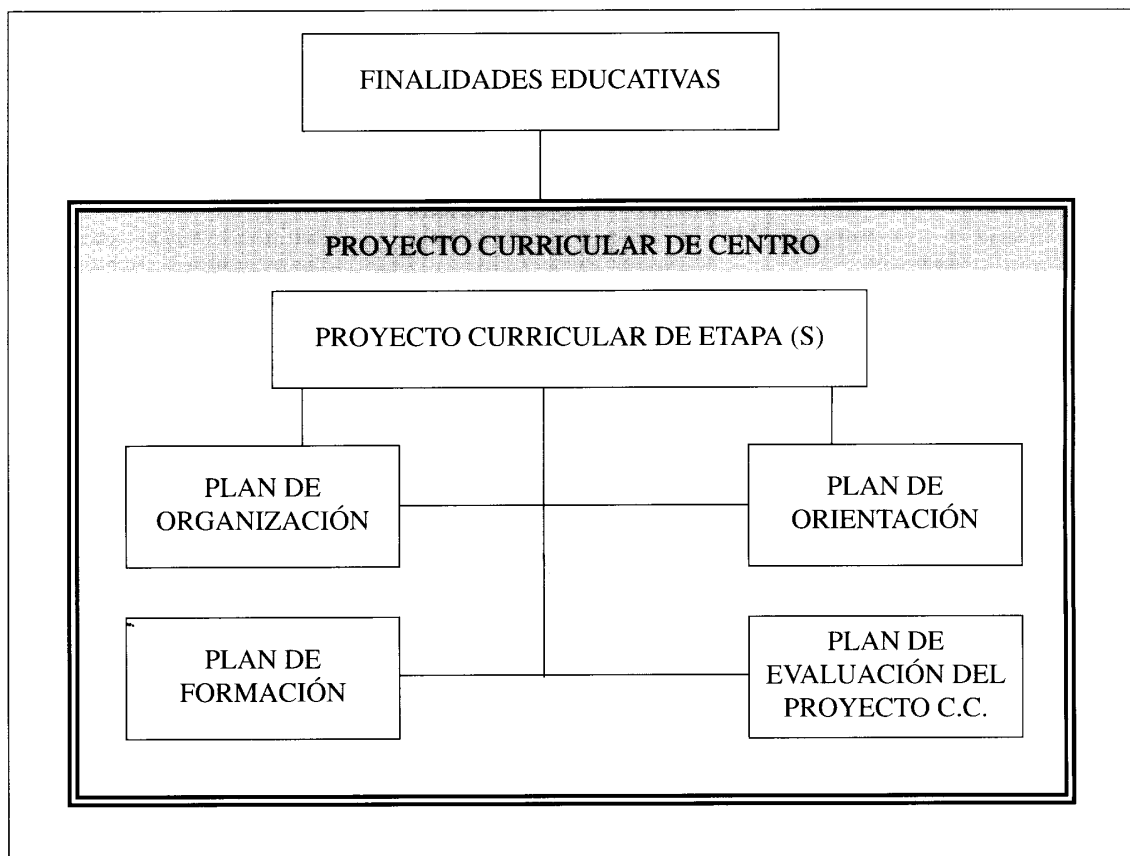 FINALIDADES EDUCATIVAS
PROYECTO CURRICULAR DE CENTRO
PROYECTO CURRICULAR DE ETAPA (S)
PLAN DE
ORGANIZACIÓN
PLAN DE
ORIENTACIÓN
PLAN DE
FORMACIÓN
PLAN DE
EVALUACIÓN DEL
PROYECTO C.C.